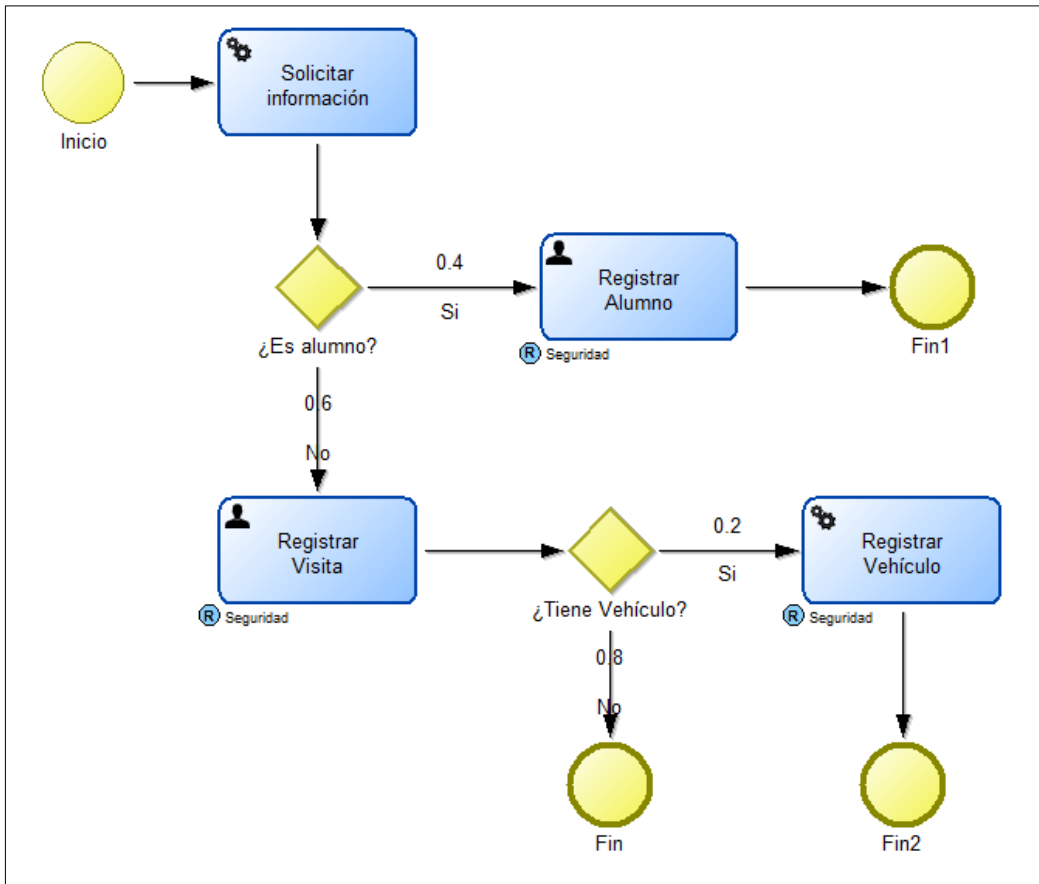 Solicitar
información
Inicio
0.4
Registrar
Alumno
Si
¿Es alumno?
R Seguridad
Fin1
0.6
No
Registrar
Visita
0.2
Registrar
Vehículo
Si
R Seguridad
¿Tiene Vehículo?
R Seguridad
0.8
No
Fin
Fin2